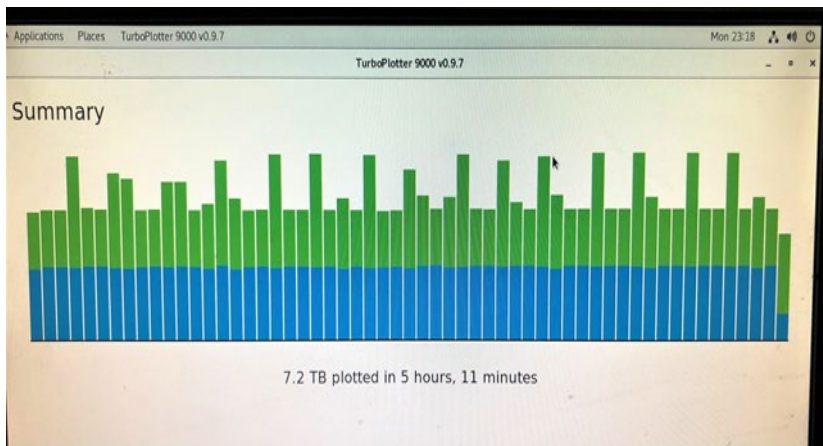 Applications Places TurboPlotter 9000 v0.9.7 Mon 23:18
TurboPlotter 9000 v0.9.7
Summary
7.2 TB plotted in 5 hours, 11 minutes